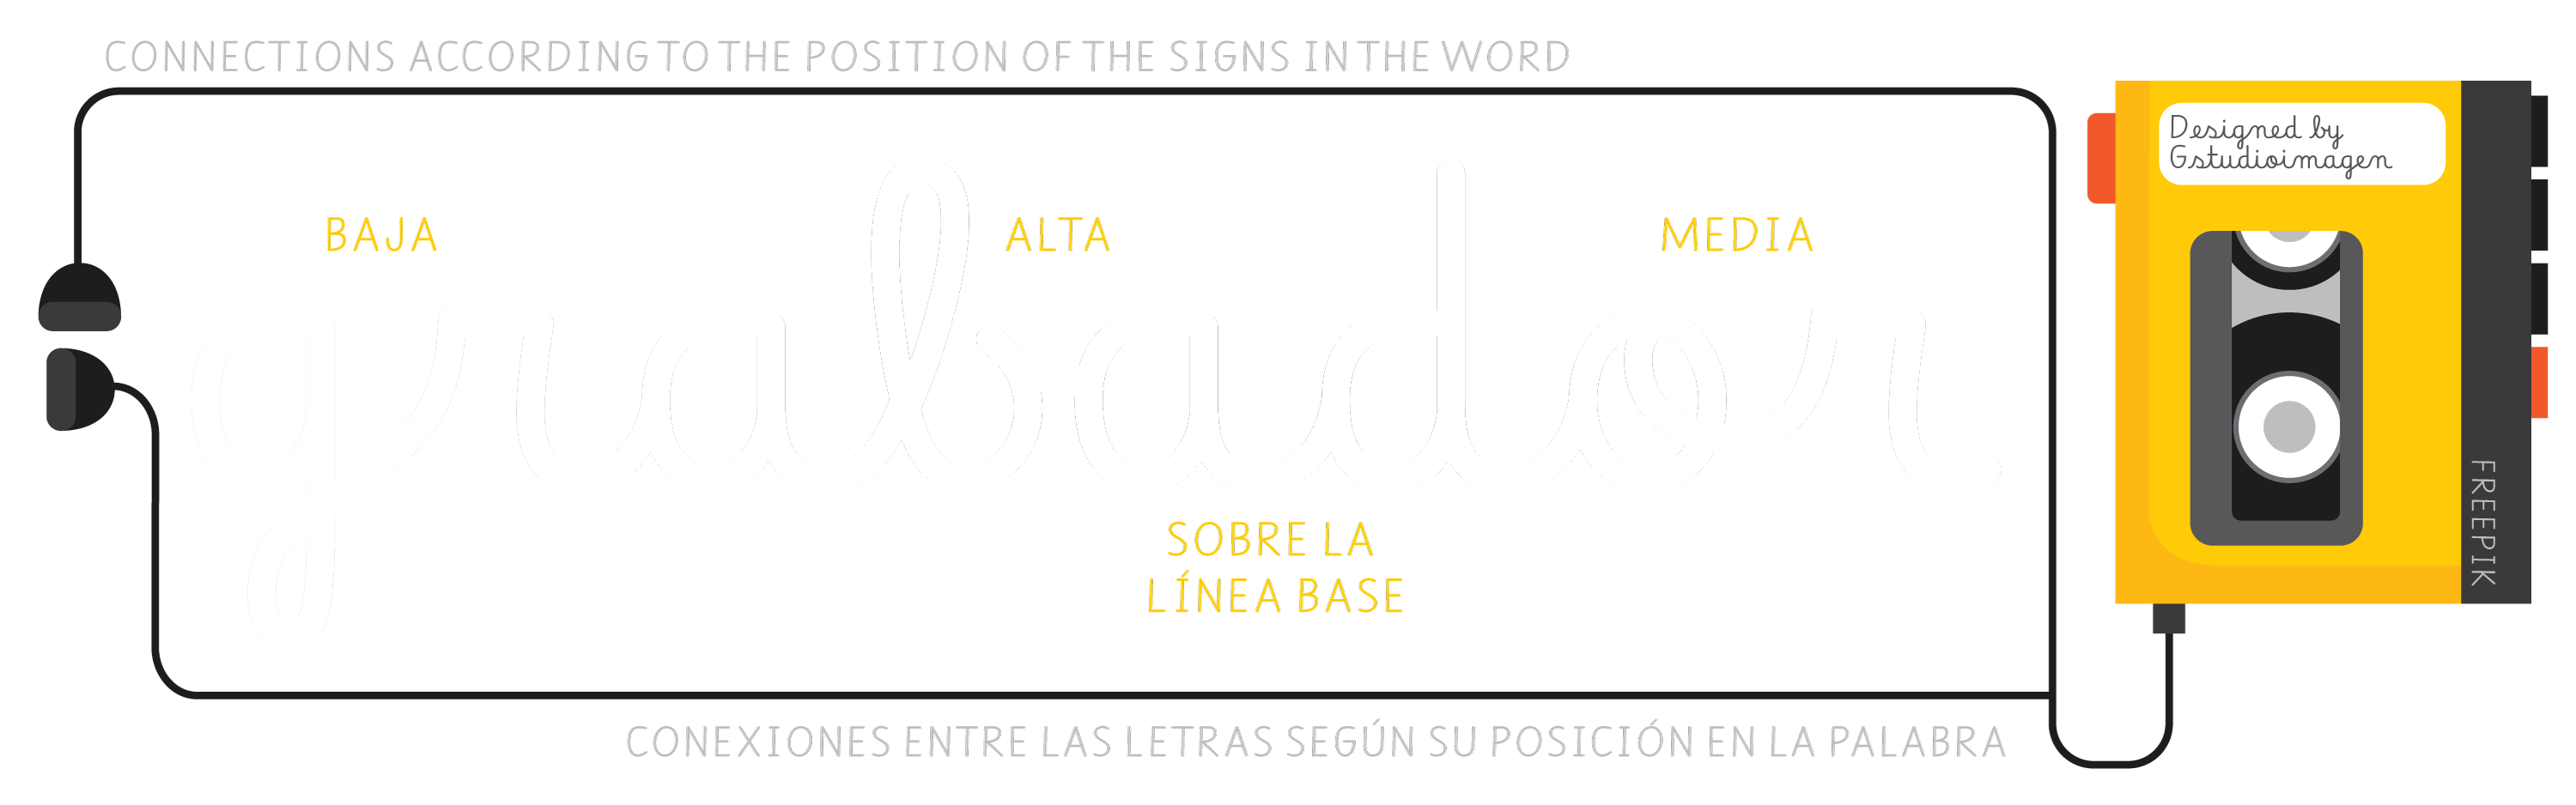 CONNECTIONS ACCORDING TO THE POSITION OF THE SIGNS IN THE WORD
Designed by
Gstudioimagen
BAJA
ALTA
MEDIA
grabador
SOBRE LA
LÍNEA BASE
FREEPIK
CONEXIONES ENTRE LAS LETRAS SEGÚN SU POSICIÓN EN LA PALABRA